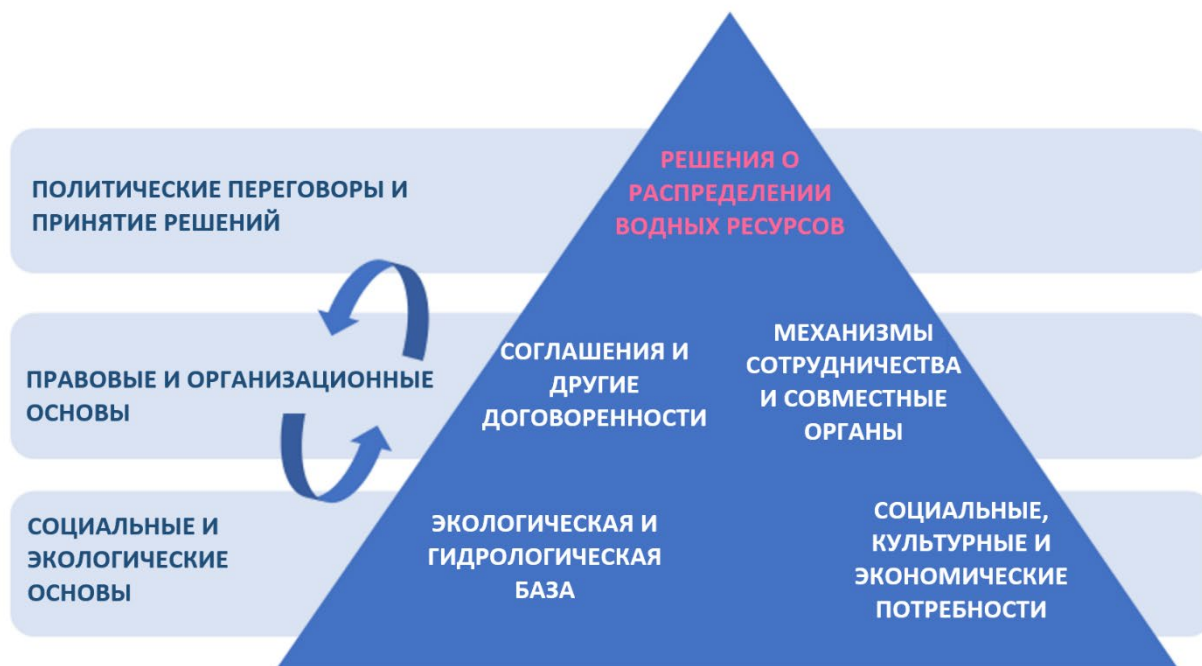 РЕШЕНИЯ О
РАСПРЕДЕЛЕНИИ
ВОДНЫХ РЕСУРСОВ
ПОЛИТИЧЕСКИЕ ПЕРЕГОВОРЫ И
ПРИНЯТИЕ РЕШЕНИЙ
ПРАВОВЫЕ И ОРГАНИЗАЦИОННЫЕ
ОСНОВЫ
СОГЛАШЕНИЯ И
ДРУГИЕ
ДОГОВОРЕННОСТИ
МЕХАНИЗМЫ
СОТРУДНИЧЕСТВА
И СОВМЕСТНЫЕ
ОРГАНЫ
СОЦИАЛЬНЫЕ И
ЭКОЛОГИЧЕСКИЕ
ОСНОВЫ
ЭКОЛОГИЧЕСКАЯ И
ГИДРОЛОГИЧЕСКАЯ
БАЗА
СОЦИАЛЬНЫЕ,
КУЛЬТУРНЫЕ И
ЭКОНОМИЧЕСКИЕ
ПОТРЕБНОСТИ